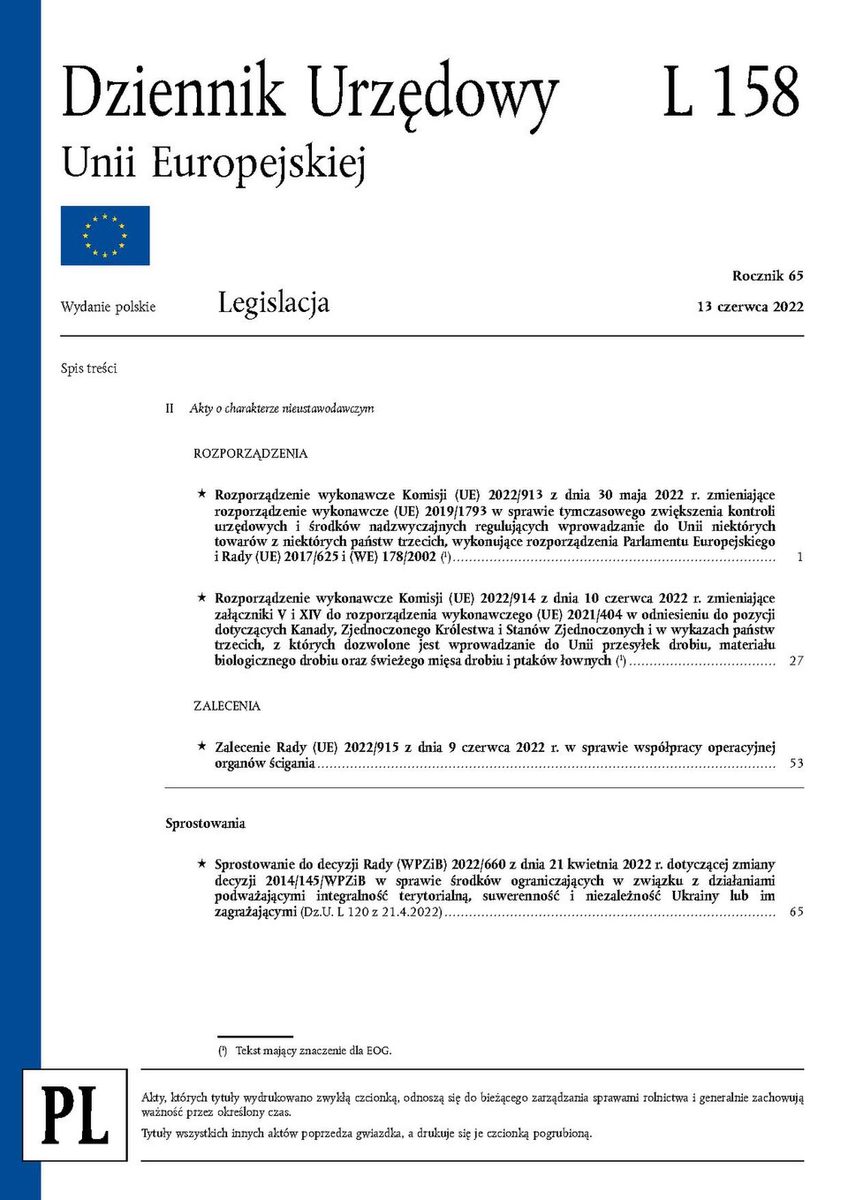 Dziennik Urzędowy L 158
Unii Europejskiej
Rocznik 65
Wydanie polskie Legislacja 13 czerwca 2022
Spis treści
II Akty o charakterze nieustawodawczym
ROZPORZĄDZENIA
★ Rozporządzenie wykonawcze Komisji (UE) 2022/913 z dnia 30 maja 2022 r. zmieniające
rozporządzenie wykonawcze (UE) 2019/1793 w sprawie tymczasowego zwiększenia kontroli
urzędowych i środków nadzwyczajnych regulujących wprowadzanie do Unii niektórych
towarów z niektórych państw trzecich, wykonujące rozporządzenia Parlamentu Europejskiego
i Rady (UE) 2017/625 i (WE) 178/2002 (¹) 1
★ Rozporządzenie wykonawcze Komisji (UE) 2022/914 z dnia 10 czerwca 2022 r. zmieniające
załączniki V i XIV do rozporządzenia wykonawczego (UE) 2021/404 w odniesieniu do pozycji
dotyczących Kanady, Zjednoczonego Królestwa i Stanów Zjednoczonych i w wykazach państw
trzecich, z których dozwolone jest wprowadzanie do Unii przesyłek drobiu, materiału
biologicznego drobiu oraz świeżego mięsa drobiu i ptaków łownych (¹) 27
ZALECENIA
★ Zalecenie Rady (UE) 2022/915 z dnia 9 czerwca 2022 r. w sprawie współpracy operacyjnej
organów ścigania 53
Sprostowania
★ Sprostowanie do decyzji Rady (WPZiB) 2022/660 z dnia 21 kwietnia 2022 r. dotyczącej zmiany
decyzji 2014/145/WPZiB w sprawie środków ograniczających w związku z działaniami
podważającymi integralność terytorialną, suwerenność i niezależność Ukrainy lub im
zagrażającymi (Dz.U. L 120 z 21.4.2022) 65
(¹) Tekst mający znaczenie dla EOG.
PL
Akty, których tytuły wydrukowano zwykłą czcionką, odnoszą się do bieżącego zarządzania sprawami rolnictwa i generalnie zachowują
ważność przez określony czas.
Tytuły wszystkich innych aktów poprzedza gwiazdka, a drukuje się je czcionką pogrubioną.